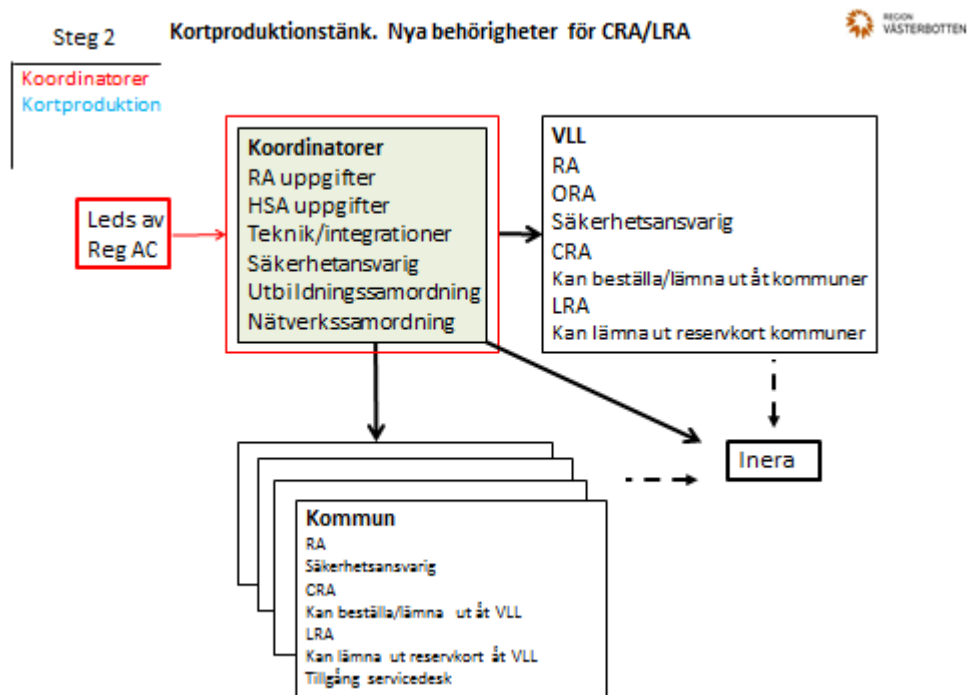 Steg 2
Kortproduktionstänk. Nya behörigheter för CRA/LRA
REGION
VÄSTERBOTTEN
Koordinatorer
Kortproduktion
Leds av
Reg AC
Koordinatorer
RA uppgifter
HSA uppgifter
Teknik/integrationer
Säkerhetansvarig
Utbildningssamordning
Nätverkssamordning
VLL
RA
ORA
Säkerhetsansvarig
CRA
Kan beställa/lämna ut åt kommuner
LRA
Kan lämna ut reservkort kommuner
Inera
Kommun
RA
Säkerhetsansvarig
CRA
Kan beställa/lämna ut åt VLL
LRA
Kan lämna ut reservkort åt VLL
Tillgång servicedesk